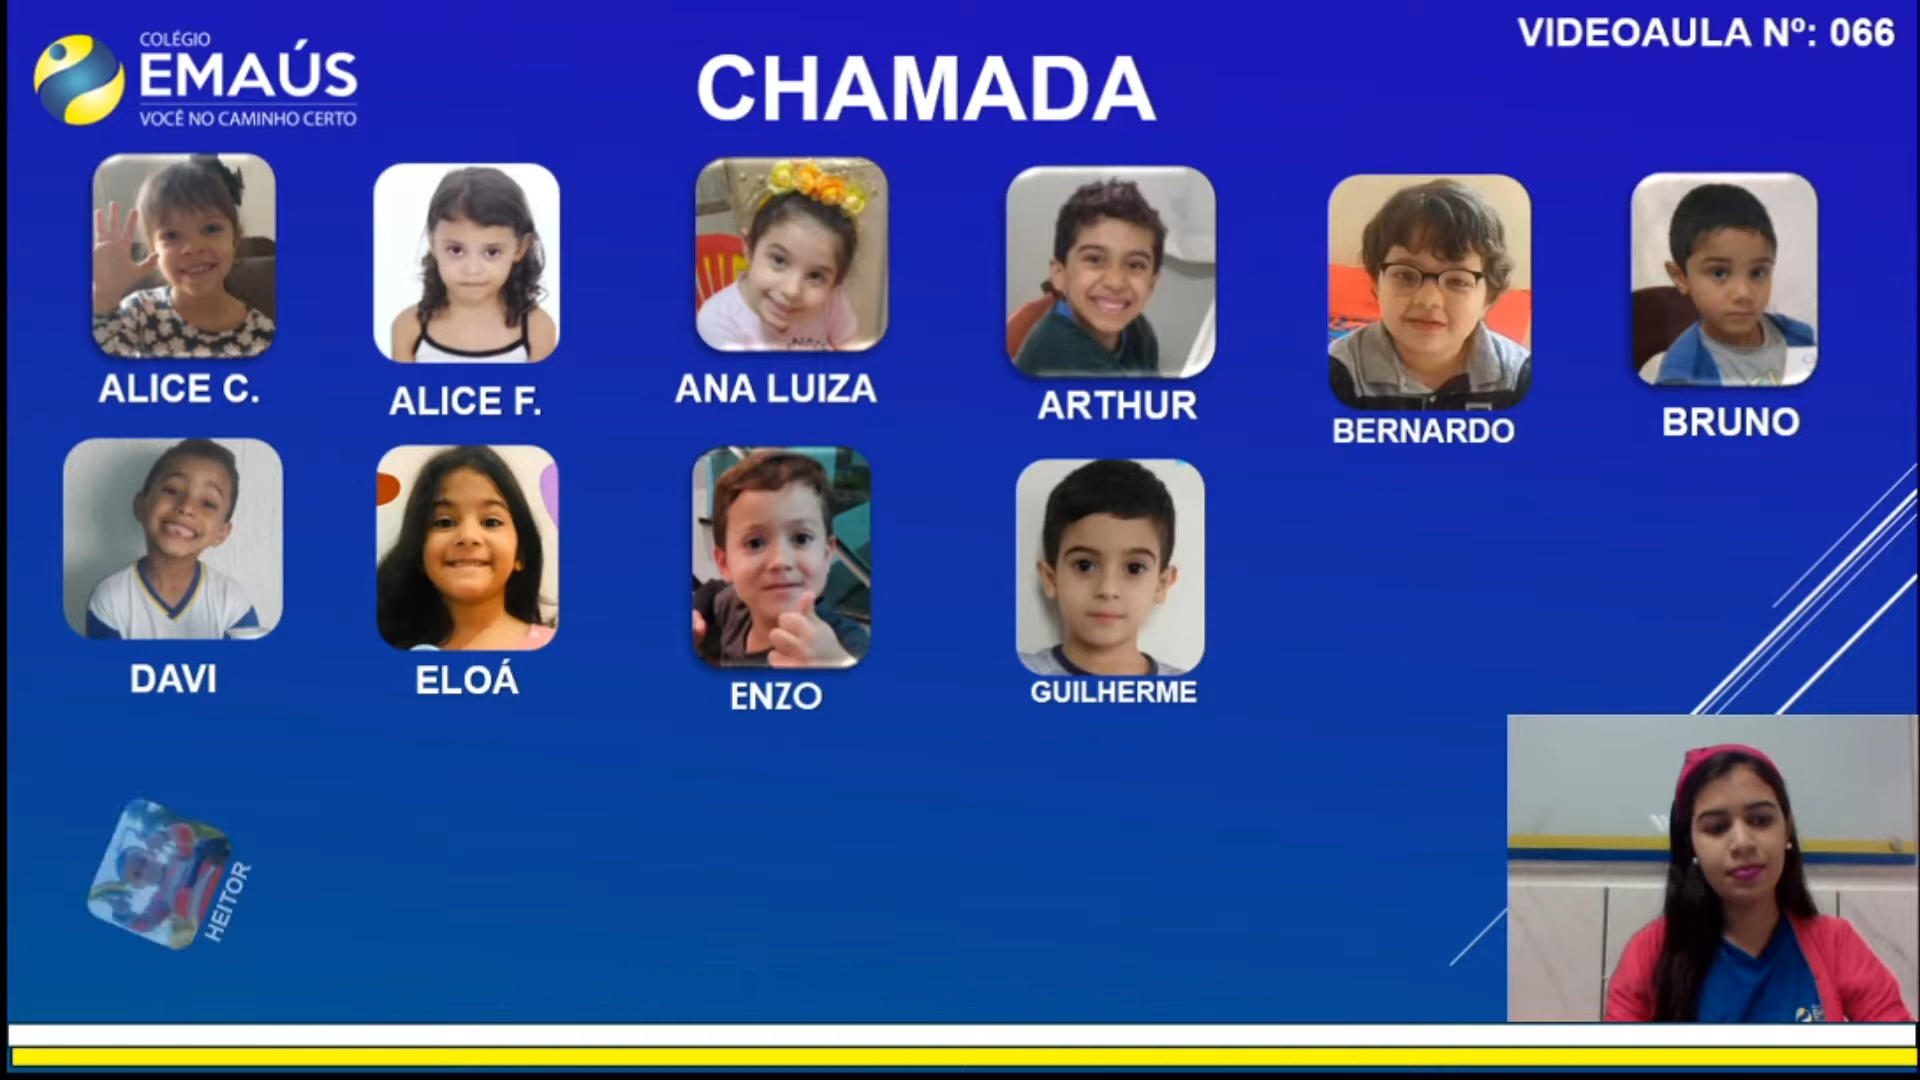 COLÉGIO
EMAÚS
VOCÊ NO CAMINHO CERTO
CHAMADA
VIDEOAULA Nº: 066
ALICE C.
ALICE F.
ANA LUIZA
ARTHUR
BERNARDO
BRUNO
DAVI
ELOÁ
ENZO
GUILHERME
HEITOR